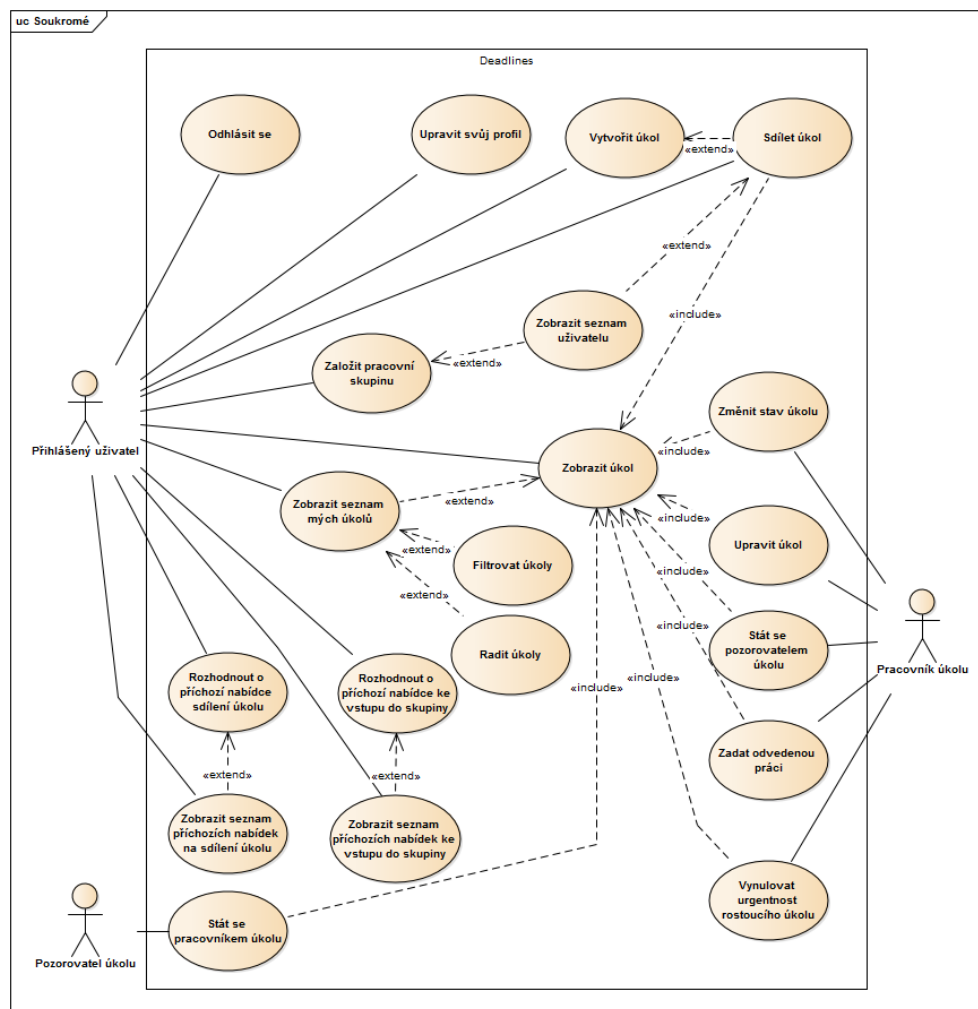 uc Soukromé
Deadlines
Odhlásit se
Upravit svůj profil
Vytvořit úkol
«extend»
Sdílet úkol
«extend»
«include»
Zobrazit seznam
uživatelu
«extend»
Založit pracovní
skupinu
Změnit stav úkolu
Přihlášený uživatel
«include»
Zobrazit úkol
Zobrazit seznam
mých úkolů
«extend»
«include»
«extend»
Filtrovat úkoly
Upravit úkol
«include»
«extend»
«include»
Stát se
pozorovatelem
úkolu
Radit úkoly
Pracovník úkolu
Rozhodnout o
příchozí nabídce
sdílení úkolu
Rozhodnout o
příchozí nabídce ke
vstupu do skupiny
«include»
«include»
Zadat odvedenou
práci
«extend»
«extend»
Zobrazit seznam
příchozích nabídek
na sdílení úkolu
Zobrazit seznam
příchozích nabídek ke
vstupu do skupiny
Vynulovat
urgentnost
rostoucího úkolu
Stát se
pracovníkem úkolu
Pozorovatel úkolu